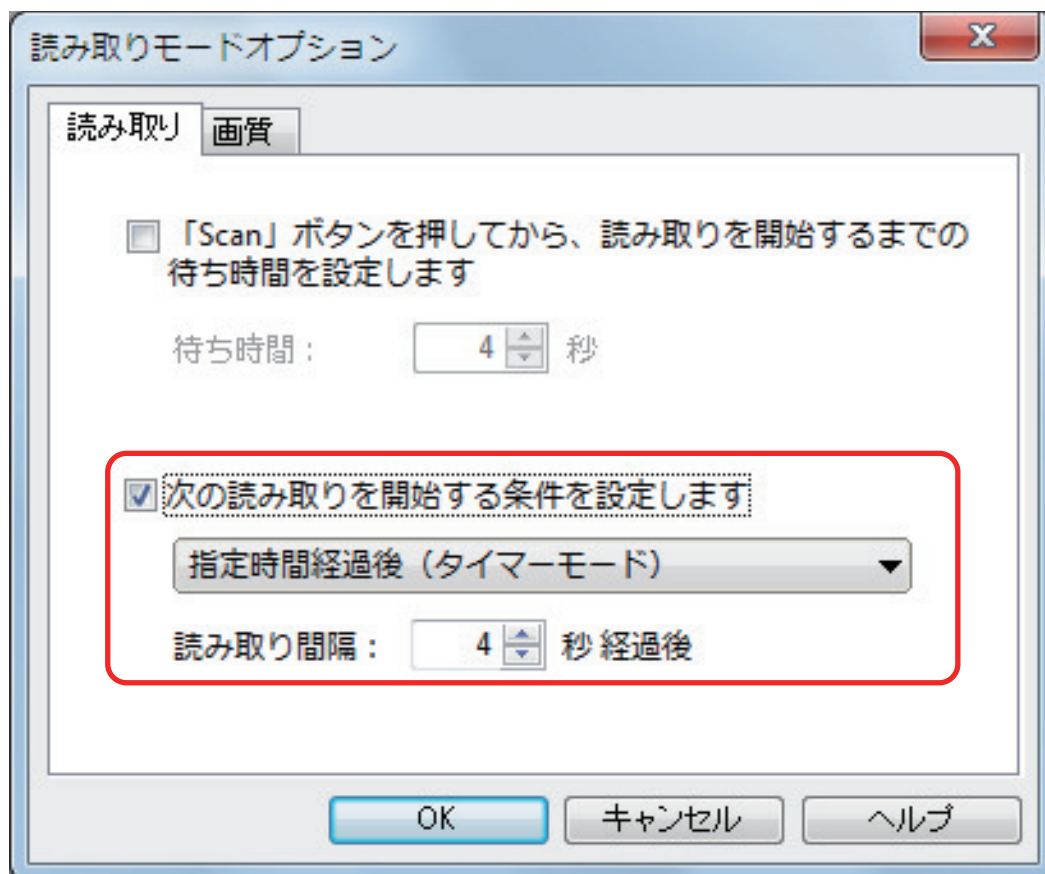 読み取りモードオプション
読み取り 画質
「Scan」ボタンを押してから、読み取りを開始するまでの
待ち時間を設定します
待ち時間： 4 秒
次の読み取りを開始する条件を設定します
指定時間経過後（タイマーモード）
読み取り間隔： 4 秒 経過後
OK キャンセル ヘルプ